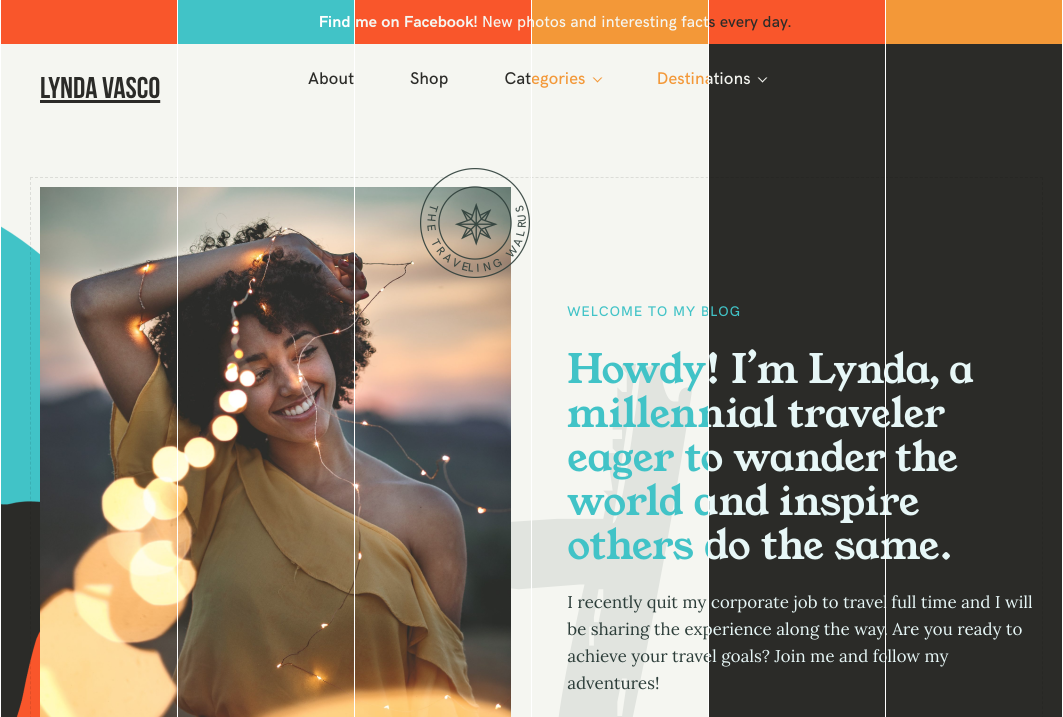 Find me on Facebook! New photos and interesting facts every day.
LYNDA VASCO
About Shop Categories Destinations
THE TRAVELING WALRUS
WELCOME TO MY BLOG
Howdy! I’m Lynda, a
millennial traveler
eager to wander the
world and inspire
others do the same.
I recently quit my corporate job to travel full time and I will
be sharing the experience along the way. Are you ready to
achieve your travel goals? Join me and follow my
adventures!